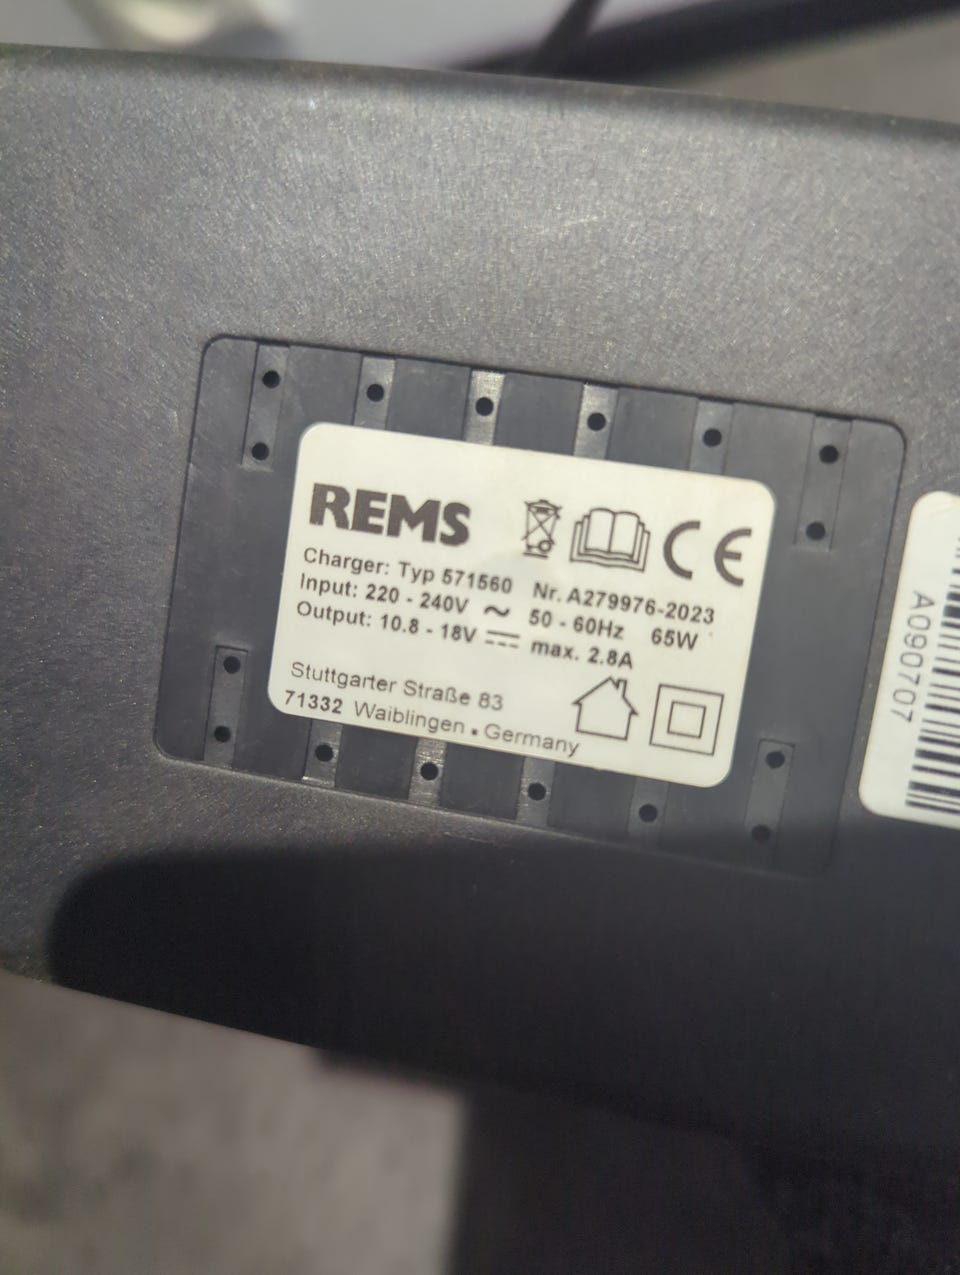 REMS
CE
Charger: Typ 571560 Nr. A279976-2023
Input: 220 - 240V ~ 50 - 60Hz 65W
Output: 10.8 - 18V ⎓ max. 2.8A
Stuttgarter Straße 83
71332 Waiblingen ▪ Germany
A090707